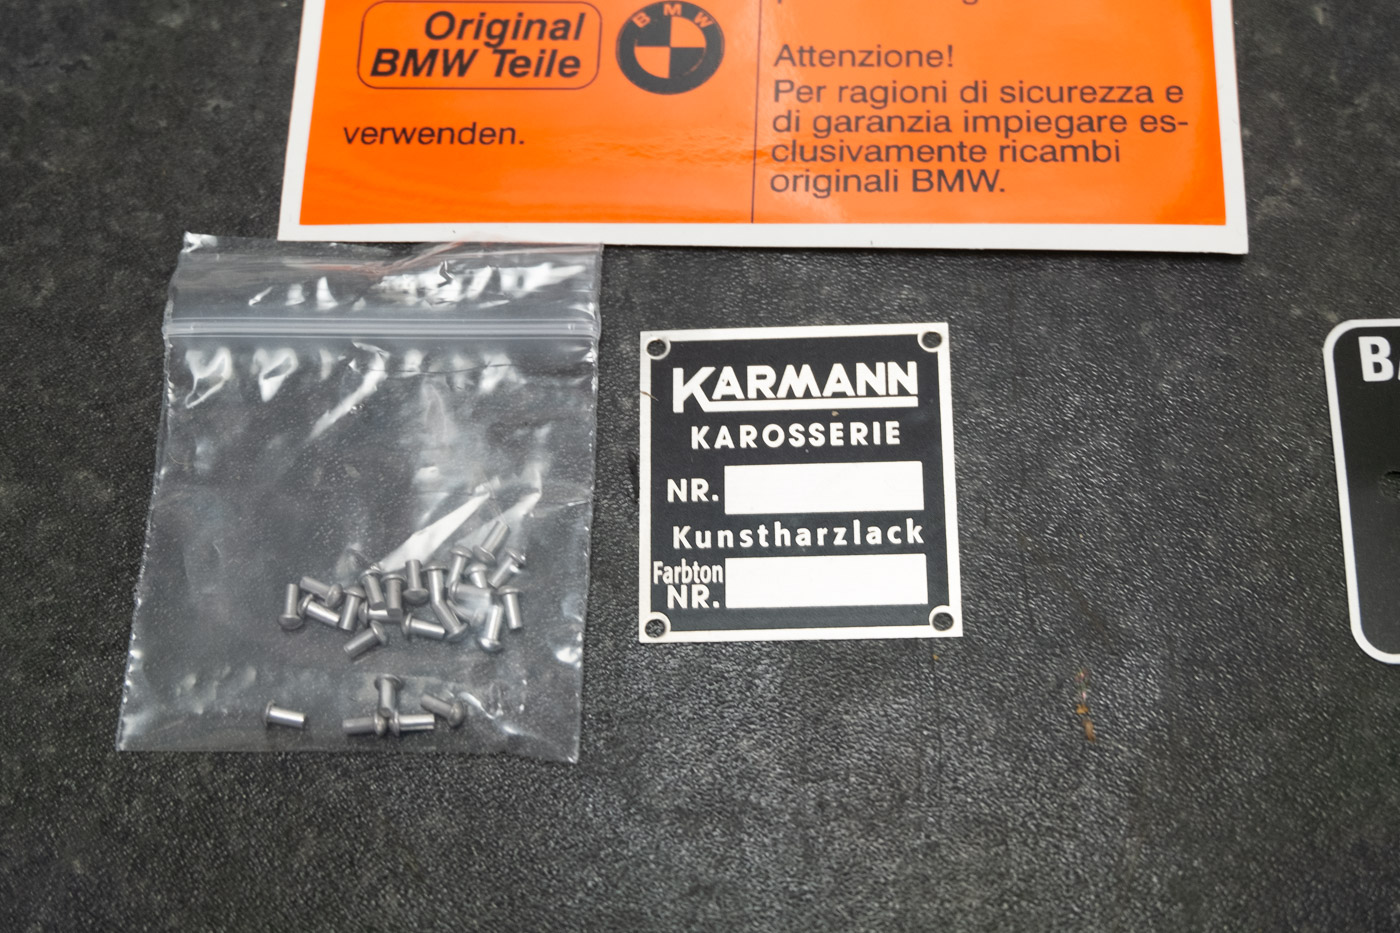 Original
BMW Teile
BMW
verwenden.
Attenzione!
Per ragioni di sicurezza e
di garanzia impiegare es-
clusivamente ricambi
originali BMW.
KARMANN
KAROSSERIE
NR.
Kunstharzlack
Farbton
NR.